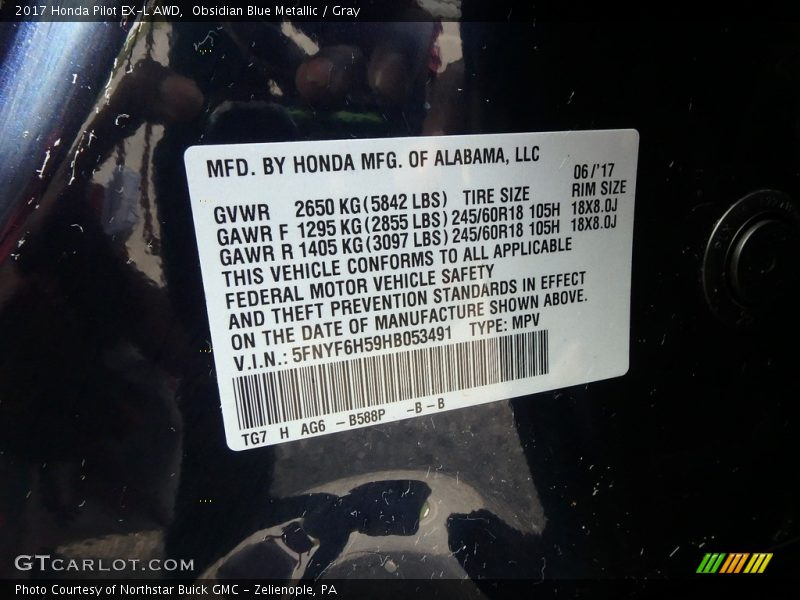 2017 Honda Pilot EX-L AWD,  Obsidian Blue Metallic / Gray
MFD. BY HONDA MFG. OF ALABAMA, LLC
06/'17
GVWR 2650 KG(5842 LBS) TIRE SIZE RIM SIZE
GAWR F 1295 KG(2855 LBS) 245/60R18 105H 18X8.0J
GAWR R 1405 KG(3097 LBS) 245/60R18 105H 18X8.0J
THIS VEHICLE CONFORMS TO ALL APPLICABLE
FEDERAL MOTOR VEHICLE SAFETY
AND THEFT PREVENTION STANDARDS IN EFFECT
ON THE DATE OF MANUFACTURE SHOWN ABOVE.
V.I.N.: 5FNYF6H59HB053491 TYPE: MPV
TG7 H AG6 - B588P -B-B
GTCARLOT.COM
Photo Courtesy of Northstar Buick GMC - Zelienople, PA